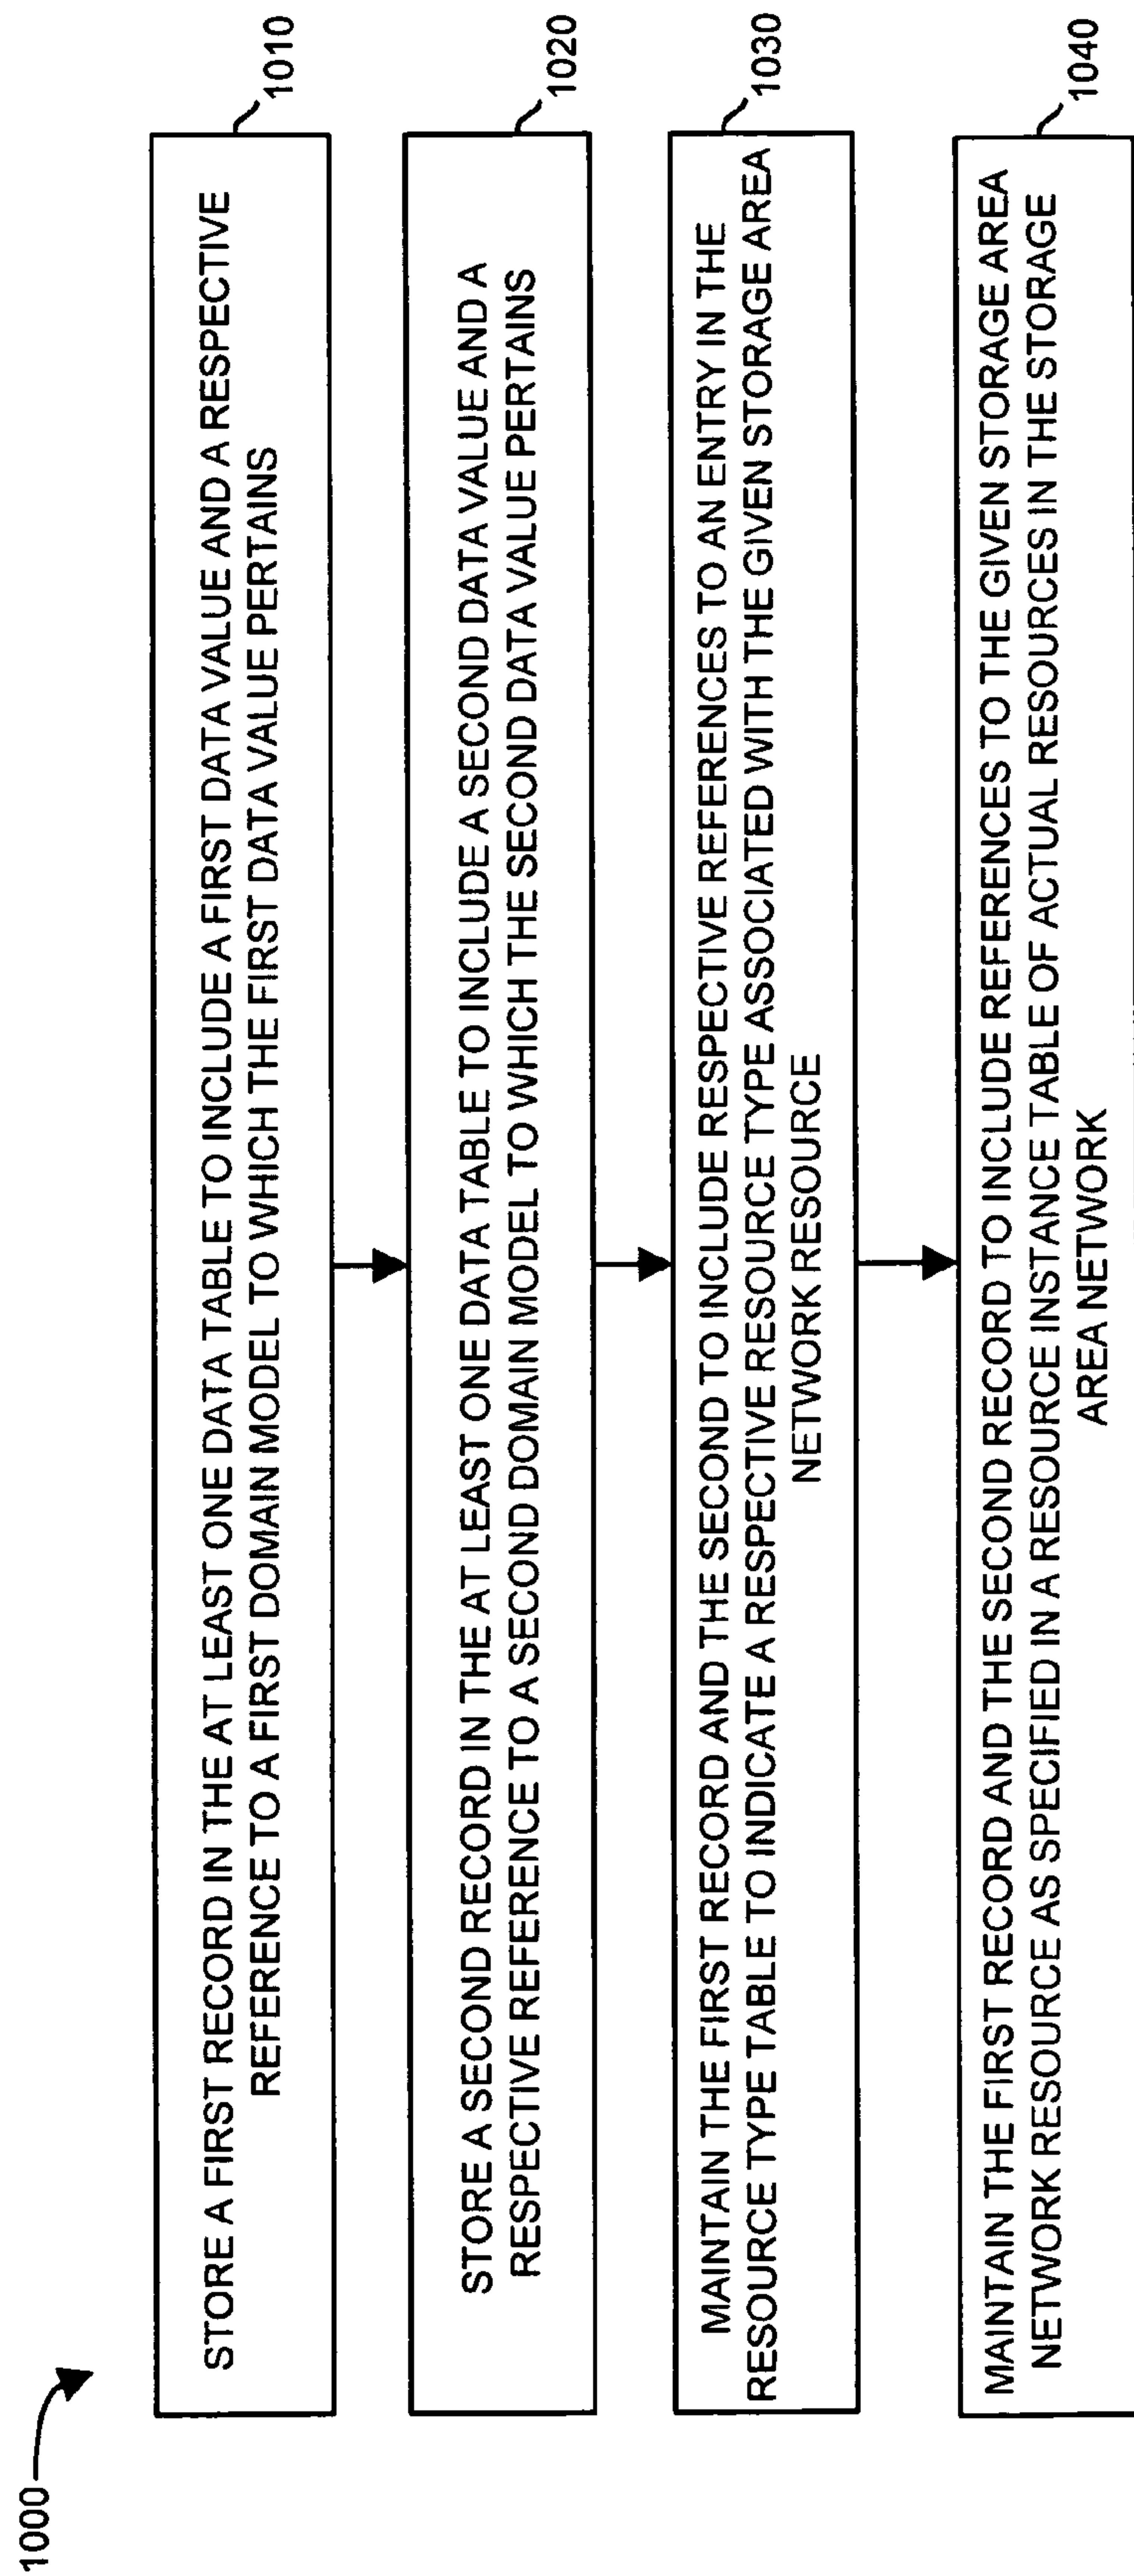 1000
STORE A FIRST RECORD IN THE AT LEAST ONE DATA TABLE TO INCLUDE A FIRST DATA VALUE AND A RESPECTIVE
REFERENCE TO A FIRST DOMAIN MODEL TO WHICH THE FIRST DATA VALUE PERTAINS
1010
STORE A SECOND RECORD IN THE AT LEAST ONE DATA TABLE TO INCLUDE A SECOND DATA VALUE AND A
RESPECTIVE REFERENCE TO A SECOND DOMAIN MODEL TO WHICH THE SECOND DATA VALUE PERTAINS
1020
MAINTAIN THE FIRST RECORD AND THE SECOND TO INCLUDE RESPECTIVE REFERENCES TO AN ENTRY IN THE
RESOURCE TYPE TABLE TO INDICATE A RESPECTIVE RESOURCE TYPE ASSOCIATED WITH THE GIVEN STORAGE AREA
NETWORK RESOURCE
1030
MAINTAIN THE FIRST RECORD AND THE SECOND RECORD TO INCLUDE REFERENCES TO THE GIVEN STORAGE AREA
NETWORK RESOURCE AS SPECIFIED IN A RESOURCE INSTANCE TABLE OF ACTUAL RESOURCES IN THE STORAGE
AREA NETWORK
1040